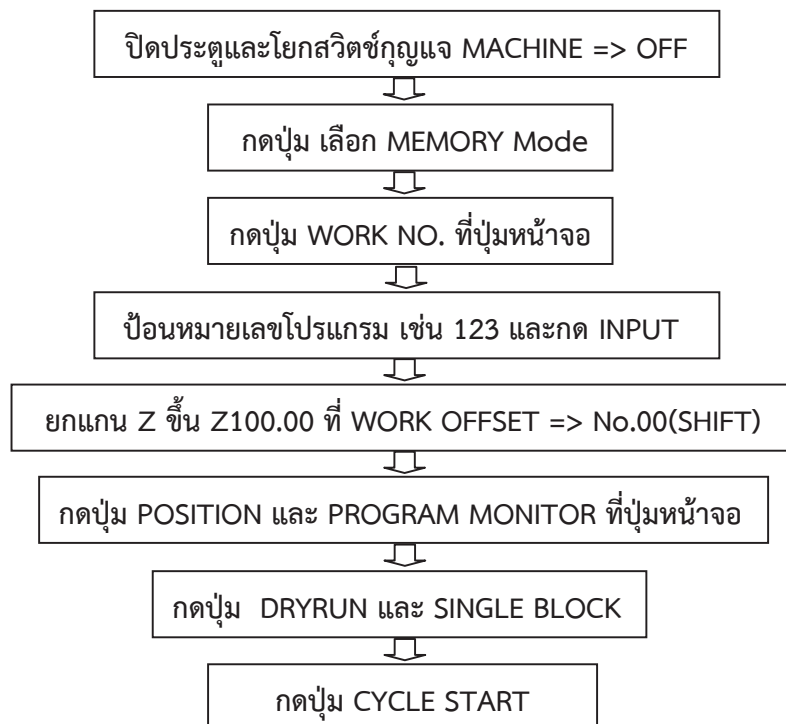 ปิดประตูและโยกสวิตช์กุญแจ MACHINE => OFF
กดปุ่ม เลือก MEMORY Mode
กดปุ่ม WORK NO. ที่ปุ่มหน้าจอ
ป้อนหมายเลขโปรแกรม เช่น 123 และกด INPUT
ยกแกน Z ขึ้น Z100.00 ที่ WORK OFFSET => No.00(SHIFT)
กดปุ่ม POSITION และ PROGRAM MONITOR ที่ปุ่มหน้าจอ
กดปุ่ม DRYRUN และ SINGLE BLOCK
กดปุ่ม CYCLE START